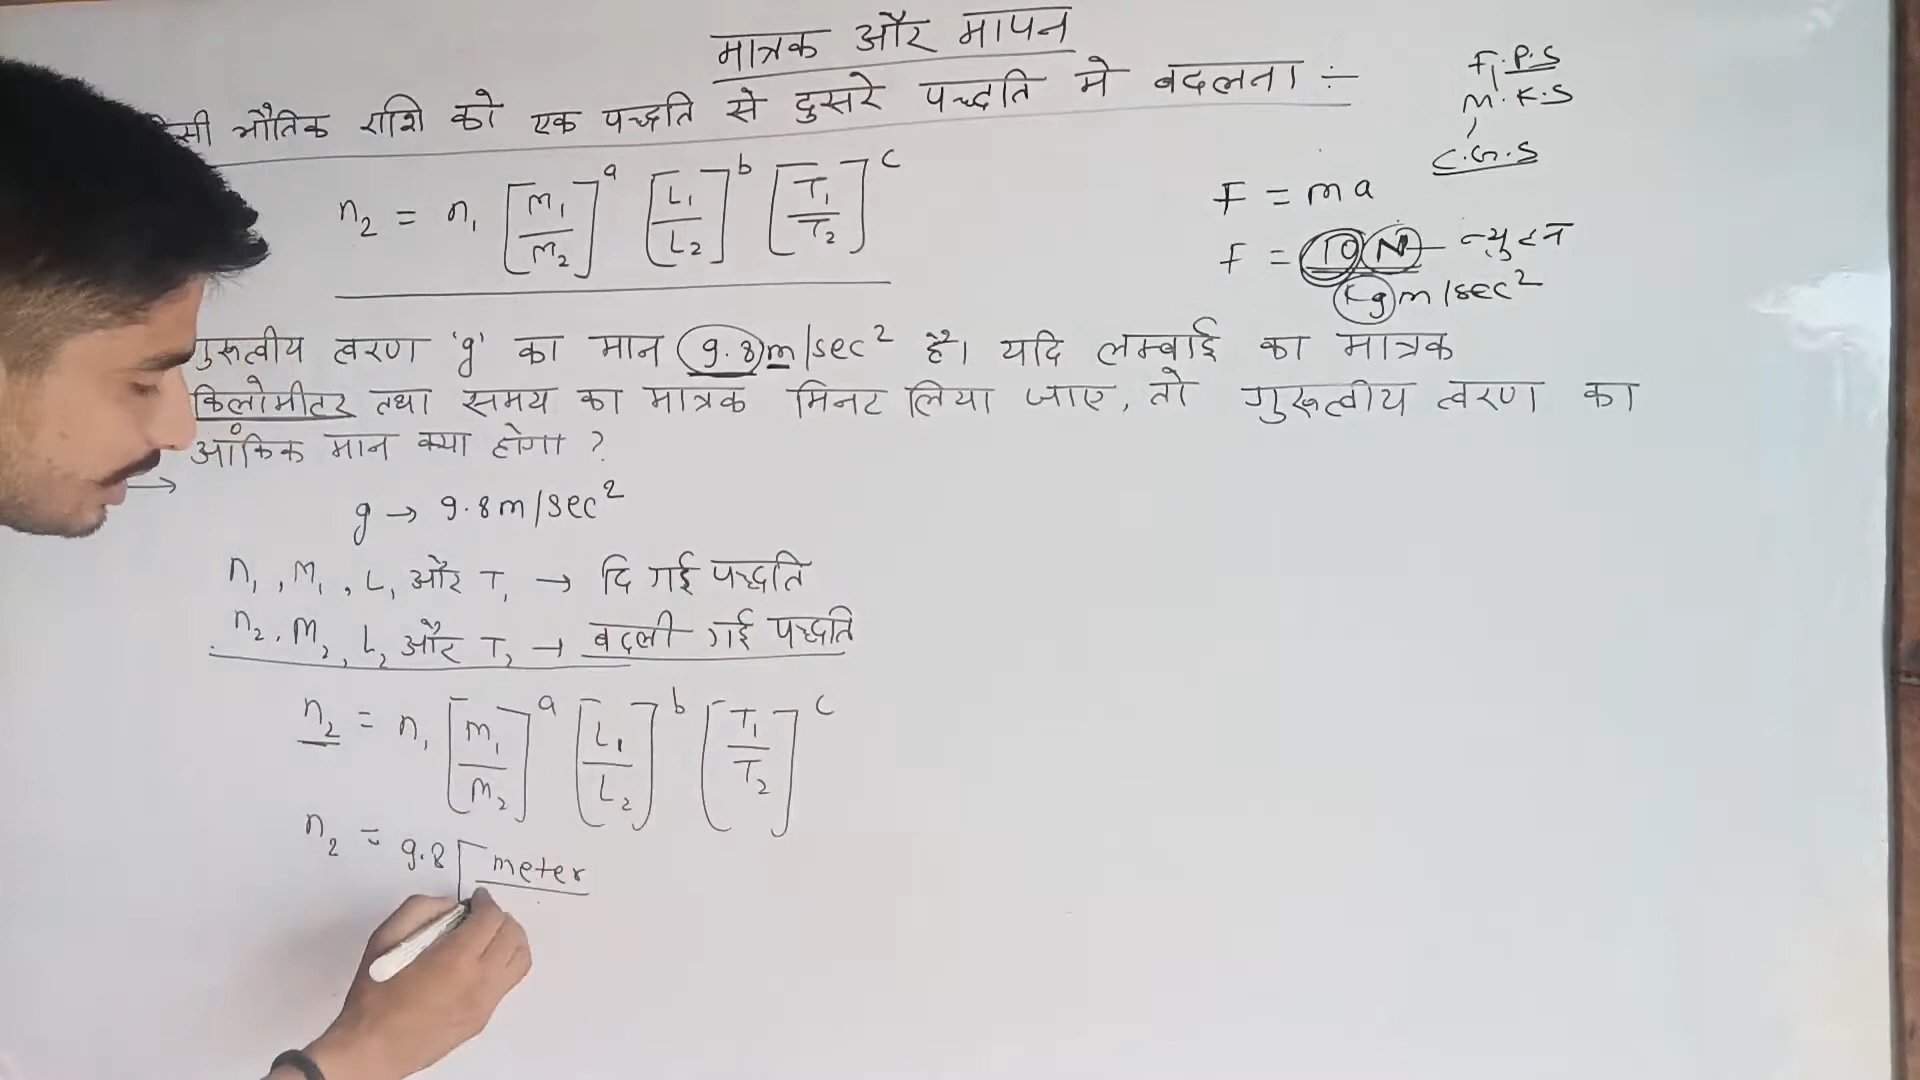 मात्रक और मापन
भौतिक राशि को एक पद्धति से दुसरे पद्धति मे बदलना :-
F.P.S
M.K.S
C.G.S
n₂ = n₁ [M₁/M₂]ᵃ [L₁/L₂]ᵇ [T₁/T₂]ᶜ
F = ma
F = 10 N — न्युटन
kg m/sec²
गुरूत्वीय त्वरण 'g' का मान 9.8 m/sec² है। यदि लम्बाई का मात्रक
किलोमीटर तथा समय का मात्रक मिनट लिया जाए, तो गुरूत्वीय त्वरण का
आंकिक मान क्या होगा ?
→
g → 9.8 m/sec²
n₁, M₁, L₁ और T₁ → दि गई पद्धति
n₂, M₂, L₂ और T₂ → बदली गई पद्धति
n₂ = n₁ [M₁/M₂]ᵃ [L₁/L₂]ᵇ [T₁/T₂]ᶜ
n₂ = 9.8 [meter